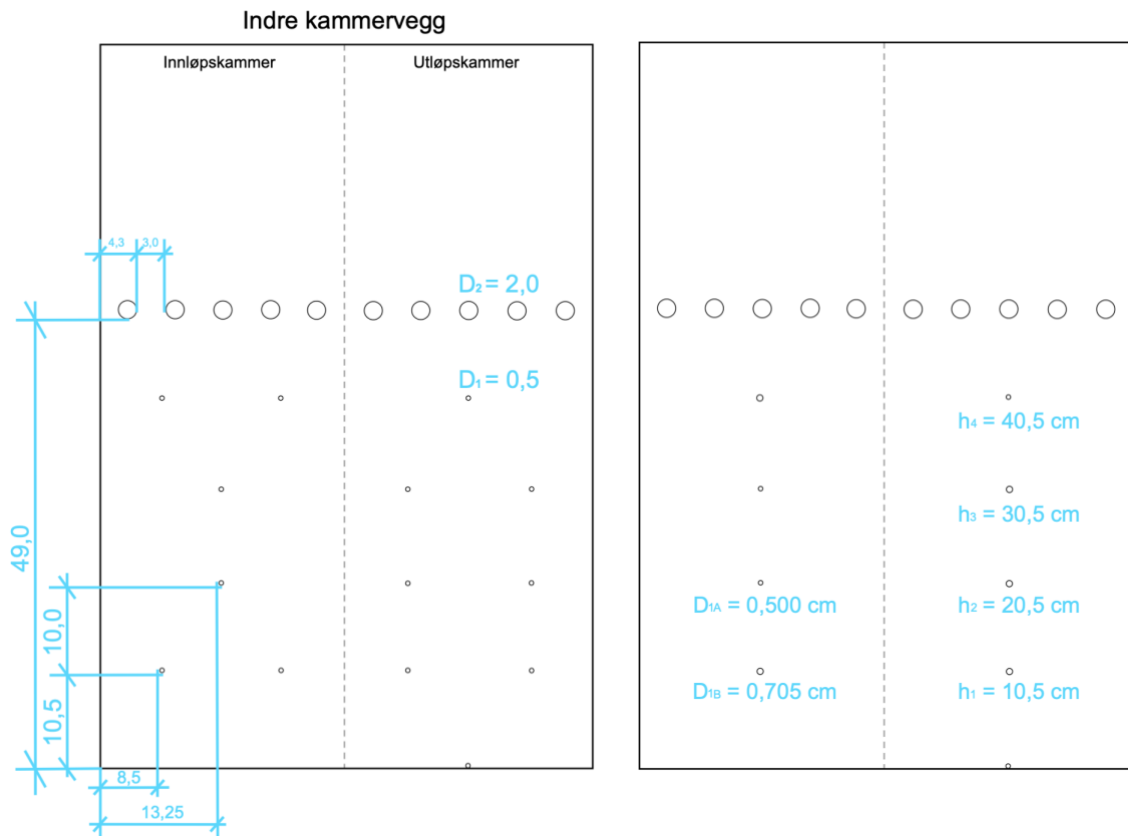 Indre kammervegg
Innløpskammer
Utløpskammer
4,3
3,0
D₂ = 2,0
D₁ = 0,5
49,0
10,0
10,5
8,5
13,25
h₄ = 40,5 cm
h₃ = 30,5 cm
D₁ₐ = 0,500 cm
h₂ = 20,5 cm
D₁B = 0,705 cm
h₁ = 10,5 cm